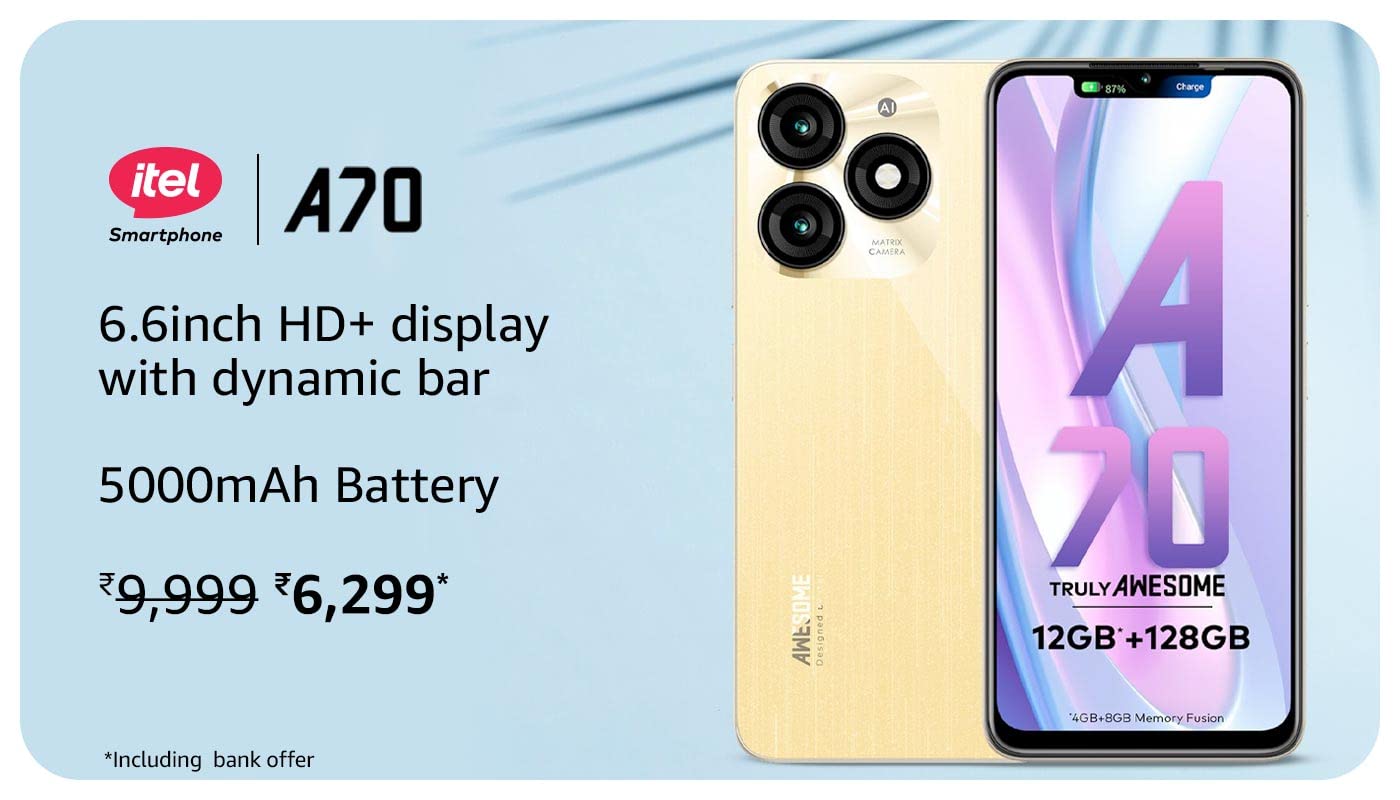 itel
Smartphone
A70
6.6inch HD+ display
with dynamic bar
5000mAh Battery
₹9,999 ₹6,299*
*Including bank offer
AI
MATRIX
CAMERA
AWESOME
Designed
87%
Charge
A
70
TRULY AWESOME
12GB*+128GB
*4GB+8GB Memory Fusion